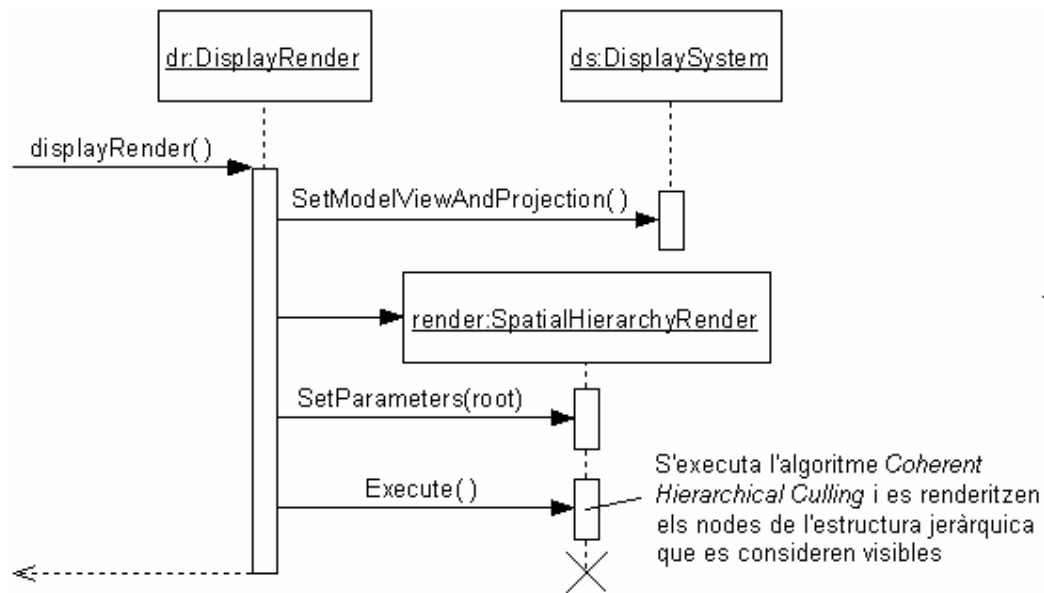 dr:DisplayRender
ds:DisplaySystem
displayRender( )
SetModelViewAndProjection( )
render:SpatialHierarchyRender
SetParameters(root)
Execute( )
S'executa l'algoritme Coherent
Hierarchical Culling i es renderitzen
els nodes de l'estructura jeràrquica
que es consideren visibles